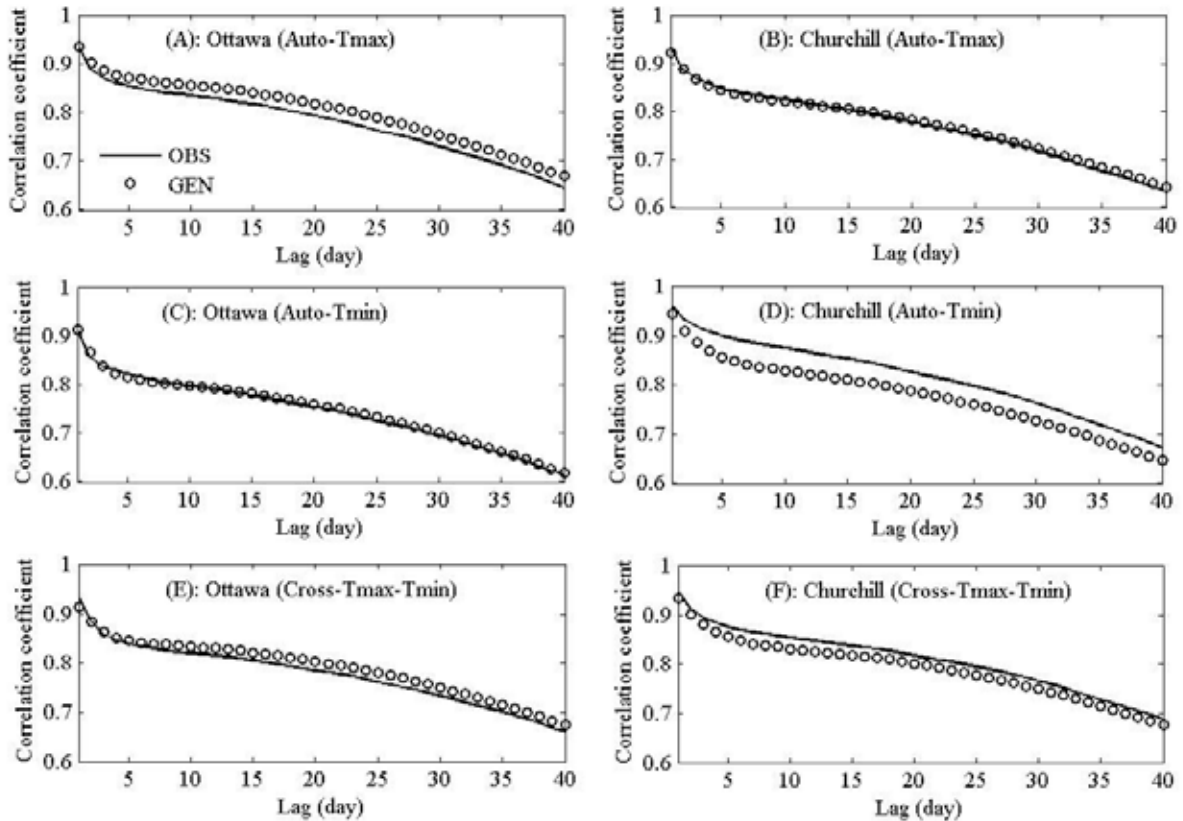 (A): Ottawa (Auto-Tmax)
Correlation coefficient
1
0.9
0.8
0.7
0.6
OBS
GEN
5 10 15 20 25 30 35 40
Lag (day)
(B): Churchill (Auto-Tmax)
Correlation coefficient
1
0.9
0.8
0.7
0.6
5 10 15 20 25 30 35 40
Lag (day)
(C): Ottawa (Auto-Tmin)
Correlation coefficient
1
0.9
0.8
0.7
0.6
5 10 15 20 25 30 35 40
Lag (day)
(D): Churchill (Auto-Tmin)
Correlation coefficient
1
0.9
0.8
0.7
0.6
5 10 15 20 25 30 35 40
Lag (day)
(E): Ottawa (Cross-Tmax-Tmin)
Correlation coefficient
1
0.9
0.8
0.7
0.6
5 10 15 20 25 30 35 40
Lag (day)
(F): Churchill (Cross-Tmax-Tmin)
Correlation coefficient
1
0.9
0.8
0.7
0.6
5 10 15 20 25 30 35 40
Lag (day)